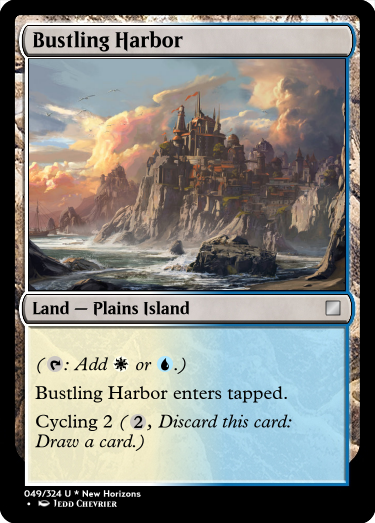 Bustling Harbor
Land — Plains Island
( : Add or .)
Bustling Harbor enters tapped.
Cycling 2 ( 2, Discard this card:
Draw a card.)
049/324 U * New Horizons
• Tedd Chevrier